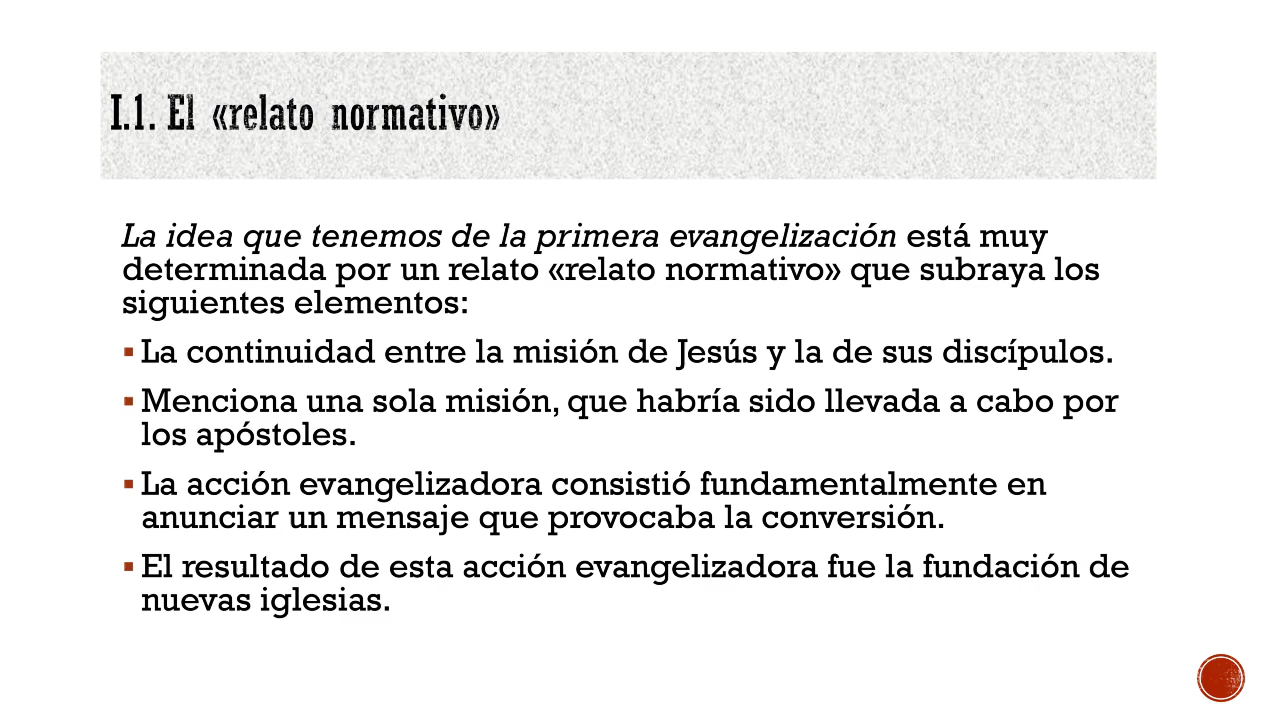 I.1. El «relato normativo»
La idea que tenemos de la primera evangelización está muy
determinada por un relato «relato normativo» que subraya los
siguientes elementos:
▪ La continuidad entre la misión de Jesús y la de sus discípulos.
▪ Menciona una sola misión, que habría sido llevada a cabo por
los apóstoles.
▪ La acción evangelizadora consistió fundamentalmente en
anunciar un mensaje que provocaba la conversión.
▪ El resultado de esta acción evangelizadora fue la fundación de
nuevas iglesias.